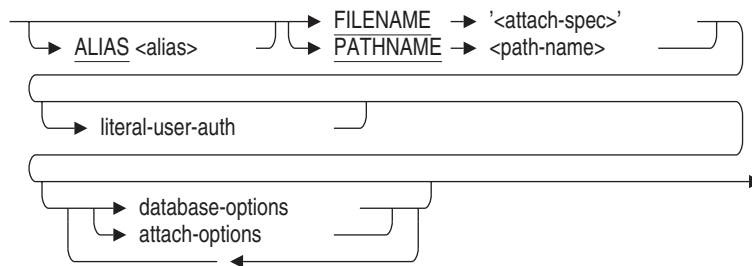 FILENAME '<attach-spec>'
ALIAS <alias> PATHNAME <path-name>
literal-user-auth
database-options
attach-options